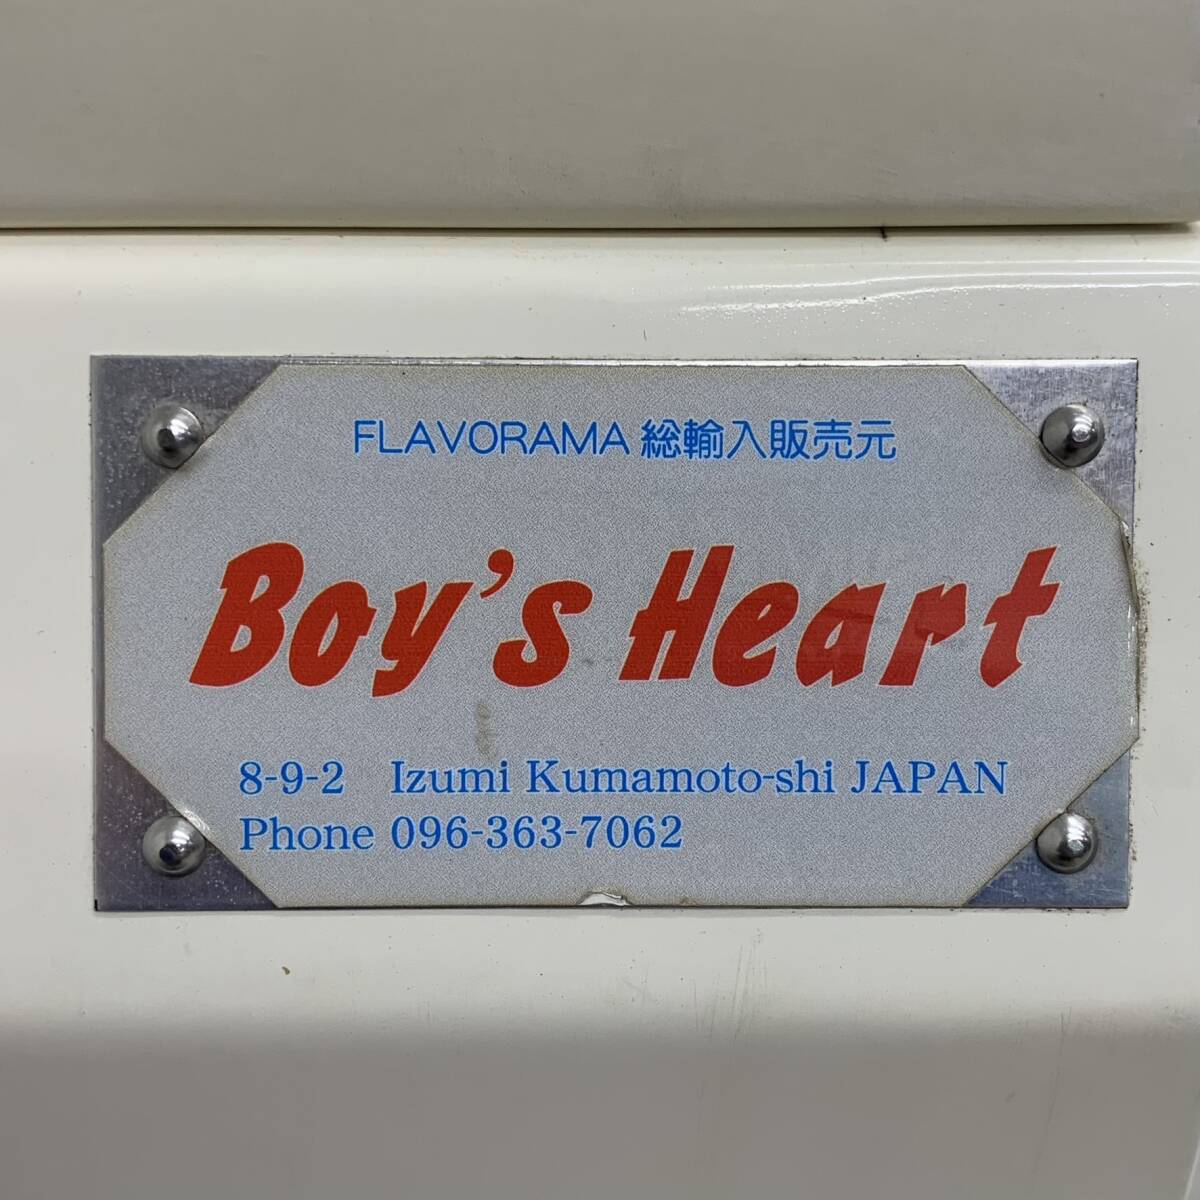 FLAVORAMA 総輸入販売元
Boy's Heart
8-9-2 Izumi Kumamoto-shi JAPAN
Phone 096-363-7062